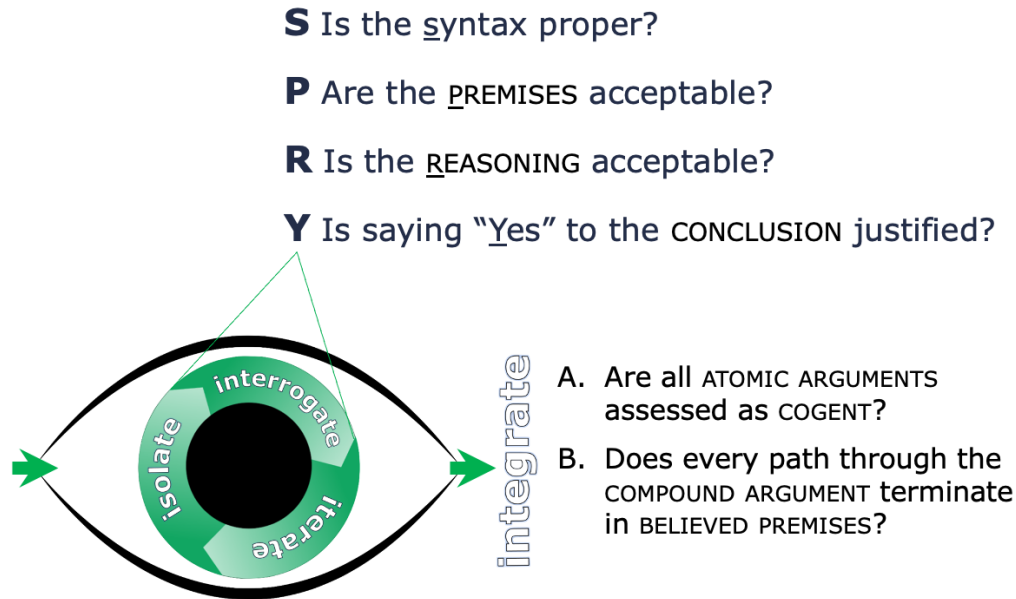 S Is the syntax proper?
P Are the PREMISES acceptable?
R Is the REASONING acceptable?
Y Is saying “Yes” to the CONCLUSION justified?
isolate
interrogate
iterate
integrate
A. Are all ATOMIC ARGUMENTS
assessed as COGENT?
B. Does every path through the
COMPOUND ARGUMENT terminate
in BELIEVED PREMISES?